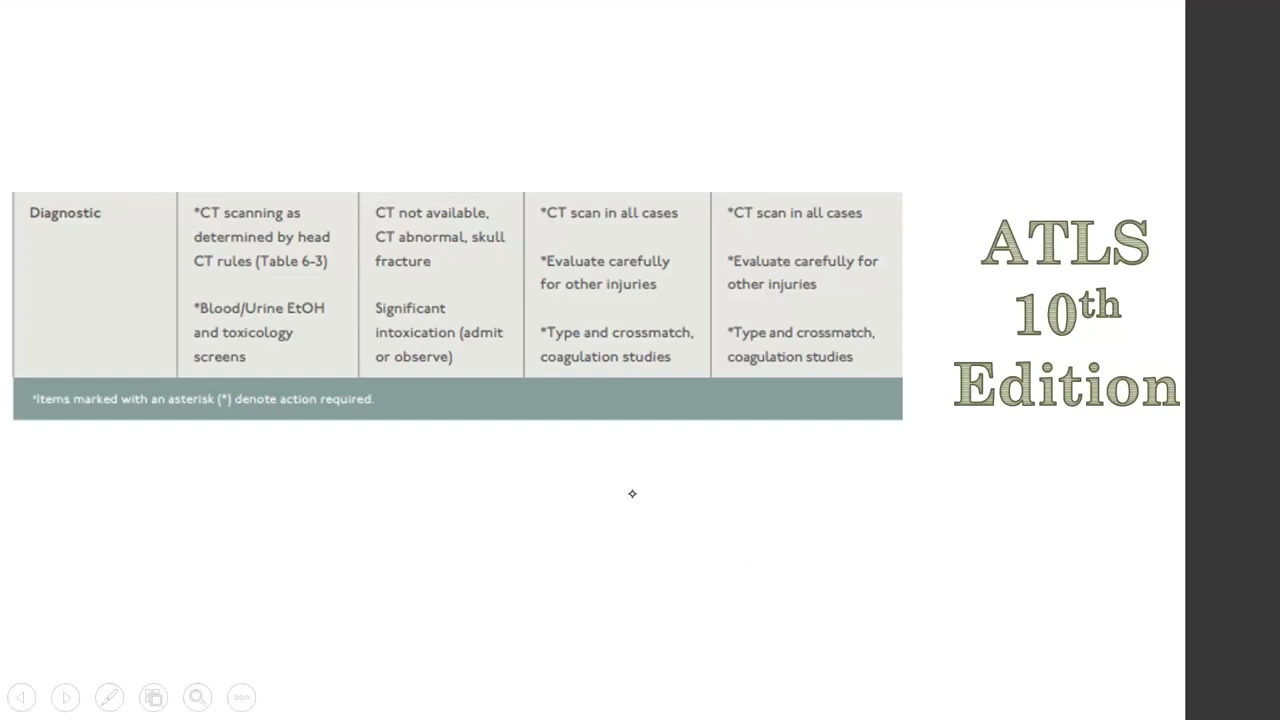 Diagnostic
*CT scanning as
determined by head
CT rules (Table 6-3)
*Blood/Urine EtOH
and toxicology
screens
CT not available,
CT abnormal, skull
fracture
Significant
intoxication (admit
or observe)
*CT scan in all cases
*Evaluate carefully
for other injuries
*Type and crossmatch,
coagulation studies
*CT scan in all cases
*Evaluate carefully for
other injuries
*Type and crossmatch,
coagulation studies
*Items marked with an asterisk (*) denote action required.
ATLS
10th
Edition